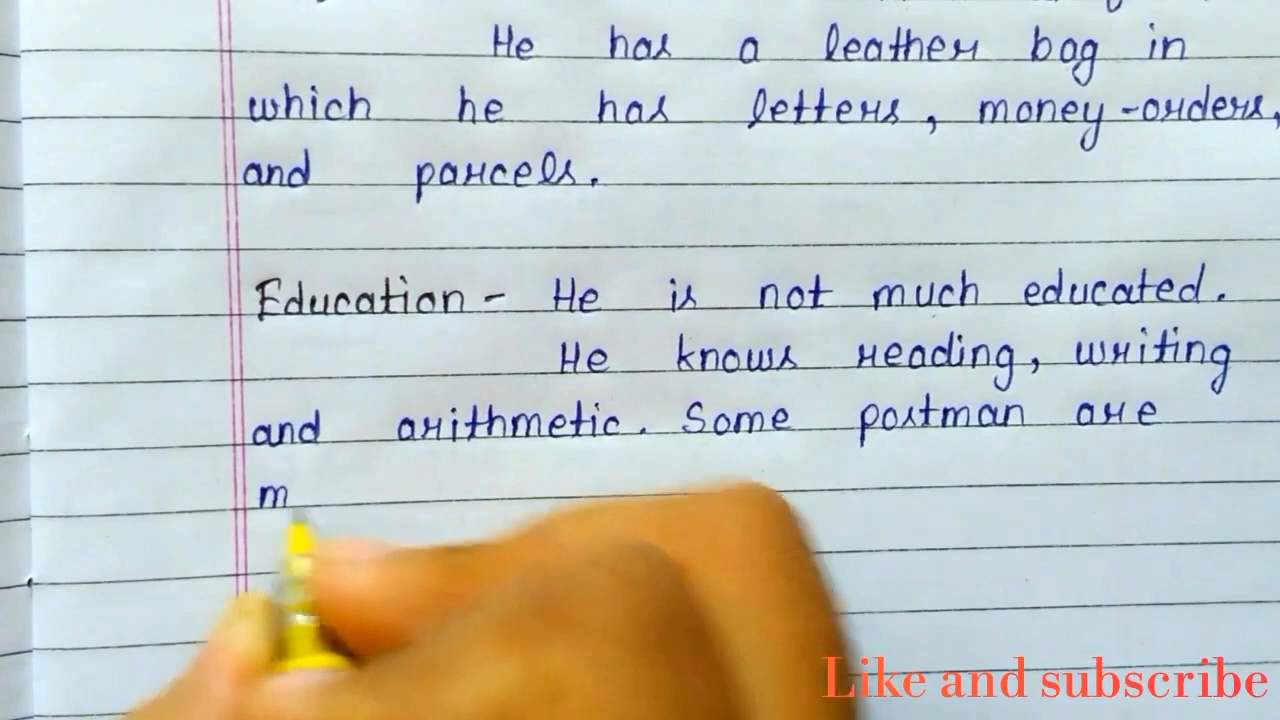 He has a leather bag in
which he has letters, money-orders,
and parcels.
Education - He is not much educated.
He knows reading, writing
and arithmetic. Some postman are
m
Like and subscribe